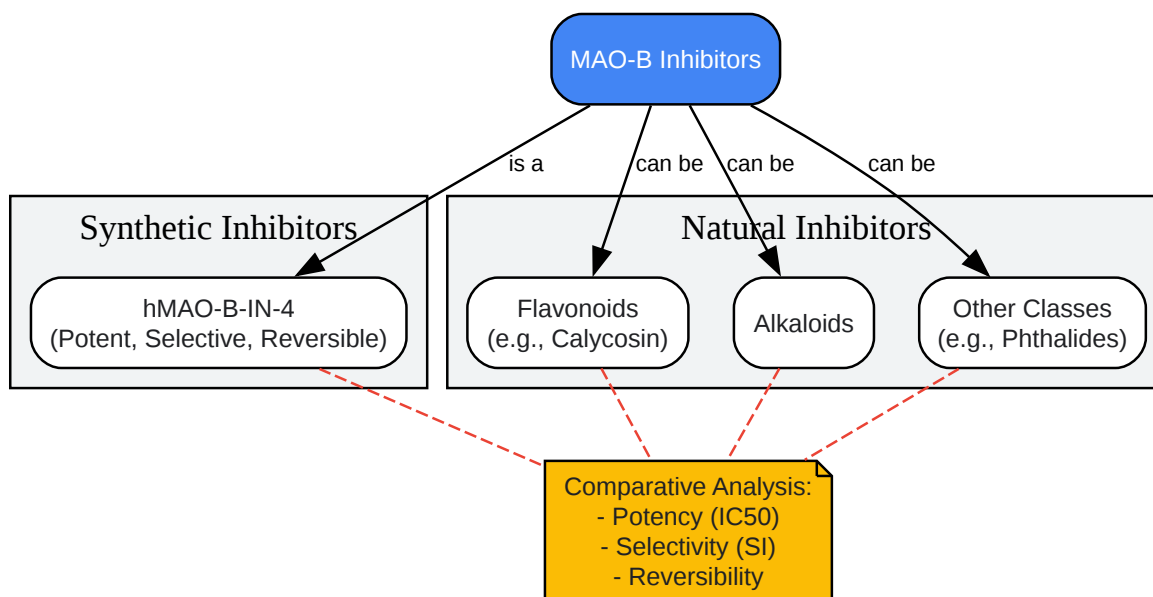 MAO-B Inhibitors
is a
can be
can be
can be
Synthetic Inhibitors
Natural Inhibitors
hMAO-B-IN-4
(Potent, Selective, Reversible)
Flavonoids
(e.g., Calycosin)
Alkaloids
Other Classes
(e.g., Phthalides)
Comparative Analysis:
- Potency (IC50)
- Selectivity (SI)
- Reversibility